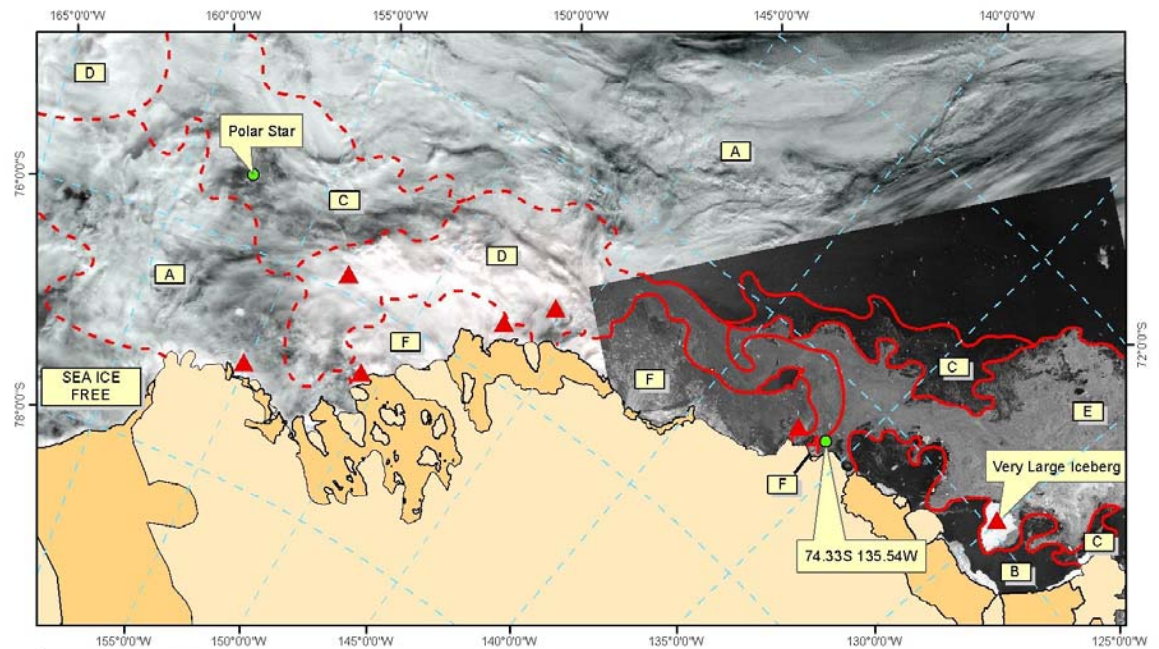 165°0'0"W 160°0'0"W 155°0'0"W 150°0'0"W 145°0'0"W 140°0'0"W
D
Polar Star
A
76°0'0"S
C
D
A
F
72°0'0"S
C
F
SEA ICE
FREE
78°0'0"S
E
Very Large Iceberg
F
C
74.33S 135.54W
B
155°0'0"W 150°0'0"W 145°0'0"W 140°0'0"W 135°0'0"W 130°0'0"W 125°0'0"W